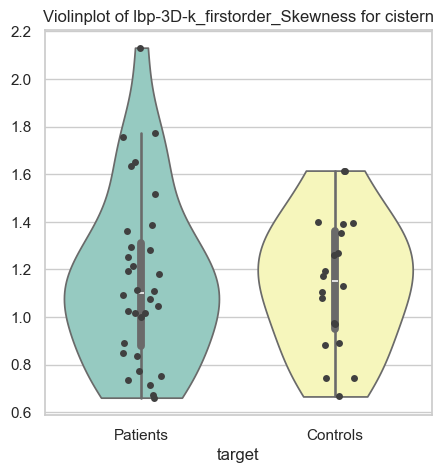 Violinplot of lbp-3D-k_firstorder_Skewness for cistern
2.2
2.0
1.8
1.6
1.4
1.2
1.0
0.8
0.6
Patients
Controls
target